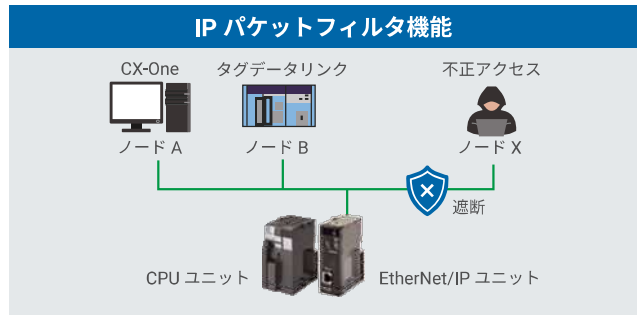 IP パケットフィルタ機能
CX-One タグデータリンク 不正アクセス
ノード A ノード B ノード X
遮断
CPU ユニット EtherNet/IP ユニット